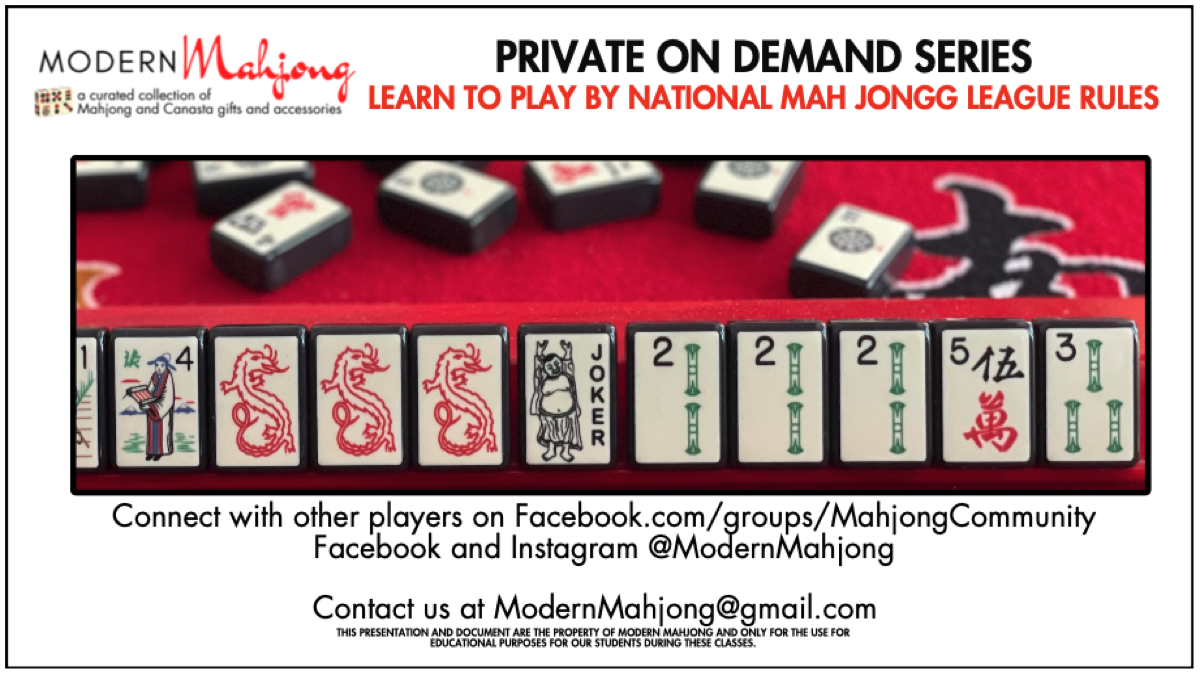 MODERN Mahjong
a curated collection of
Mahjong and Canasta gifts and accessories
PRIVATE ON DEMAND SERIES
LEARN TO PLAY BY NATIONAL MAH JONGG LEAGUE RULES
1
4
JOKER
2
2
2
5 伍
萬
3
Connect with other players on Facebook.com/groups/MahjongCommunity
Facebook and Instagram @ModernMahjong
Contact us at ModernMahjong@gmail.com
THIS PRESENTATION AND DOCUMENT ARE THE PROPERTY OF MODERN MAHJONG AND ONLY FOR THE USE FOR
EDUCATIONAL PURPOSES FOR OUR STUDENTS DURING THESE CLASSES.